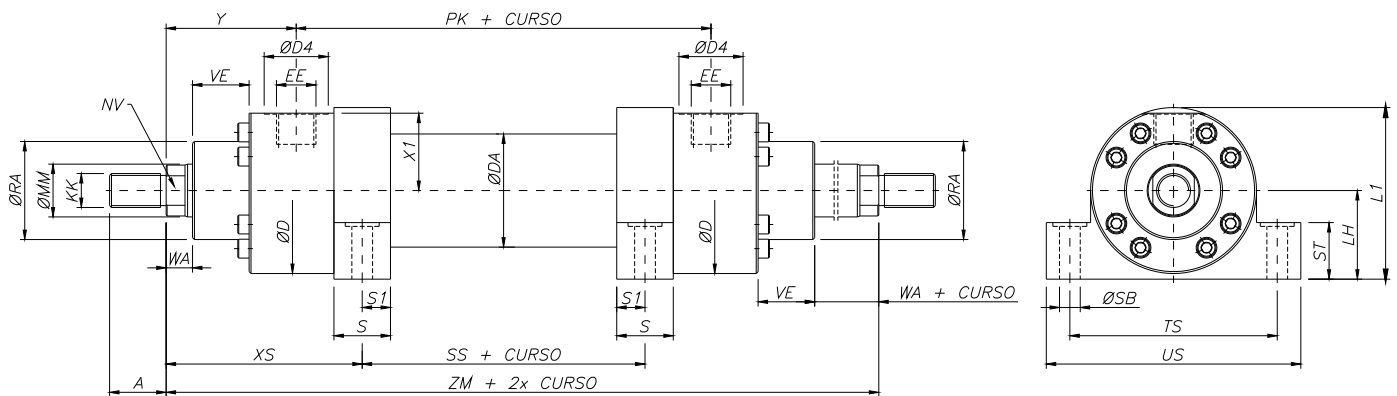 Y
PK + CURSO
ØD4
ØD4
VE
EE
EE
NV
X1
ØDA
ØRA
ØMM
KK
ØD
ØD
ØRA
L1
LH
ST
WA
S1
S1
VE
WA + CURSO
ØSB
S
S
TS
XS
SS + CURSO
US
A
ZM + 2x CURSO